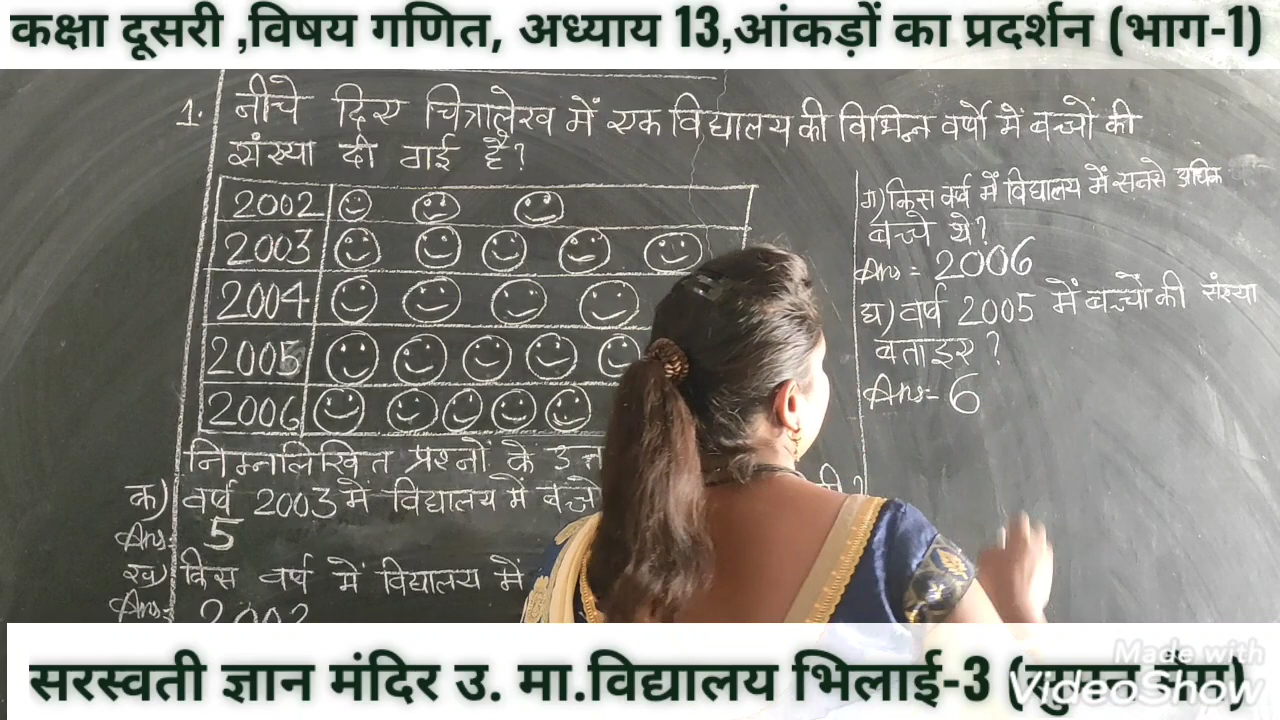 कक्षा दूसरी ,विषय गणित, अध्याय 13,आंकड़ों का प्रदर्शन (भाग-1)
1. नीचे दिए चित्रालेख में एक विद्यालय की विभिन्न वर्षो में बच्चों की
संख्या दी गई है?
2002
2003
2004
2005
2006
निम्नलिखित प्रश्नों के
क) वर्ष 2003 में विद्यालय में बच्चे
Ans= 5
ख) किस वर्ष में विद्यालय में
Ans= 2002
ग) किस वर्ष में विद्यालय में सबसे अधिक
बच्चे थे?
Ans = 2006
घ) वर्ष 2005 में बच्चों की संख्या
बताइए ?
Ans= 6
सरस्वती ज्ञान मंदिर उ. मा.विद्यालय भिलाई-3
Made with
VideoShow